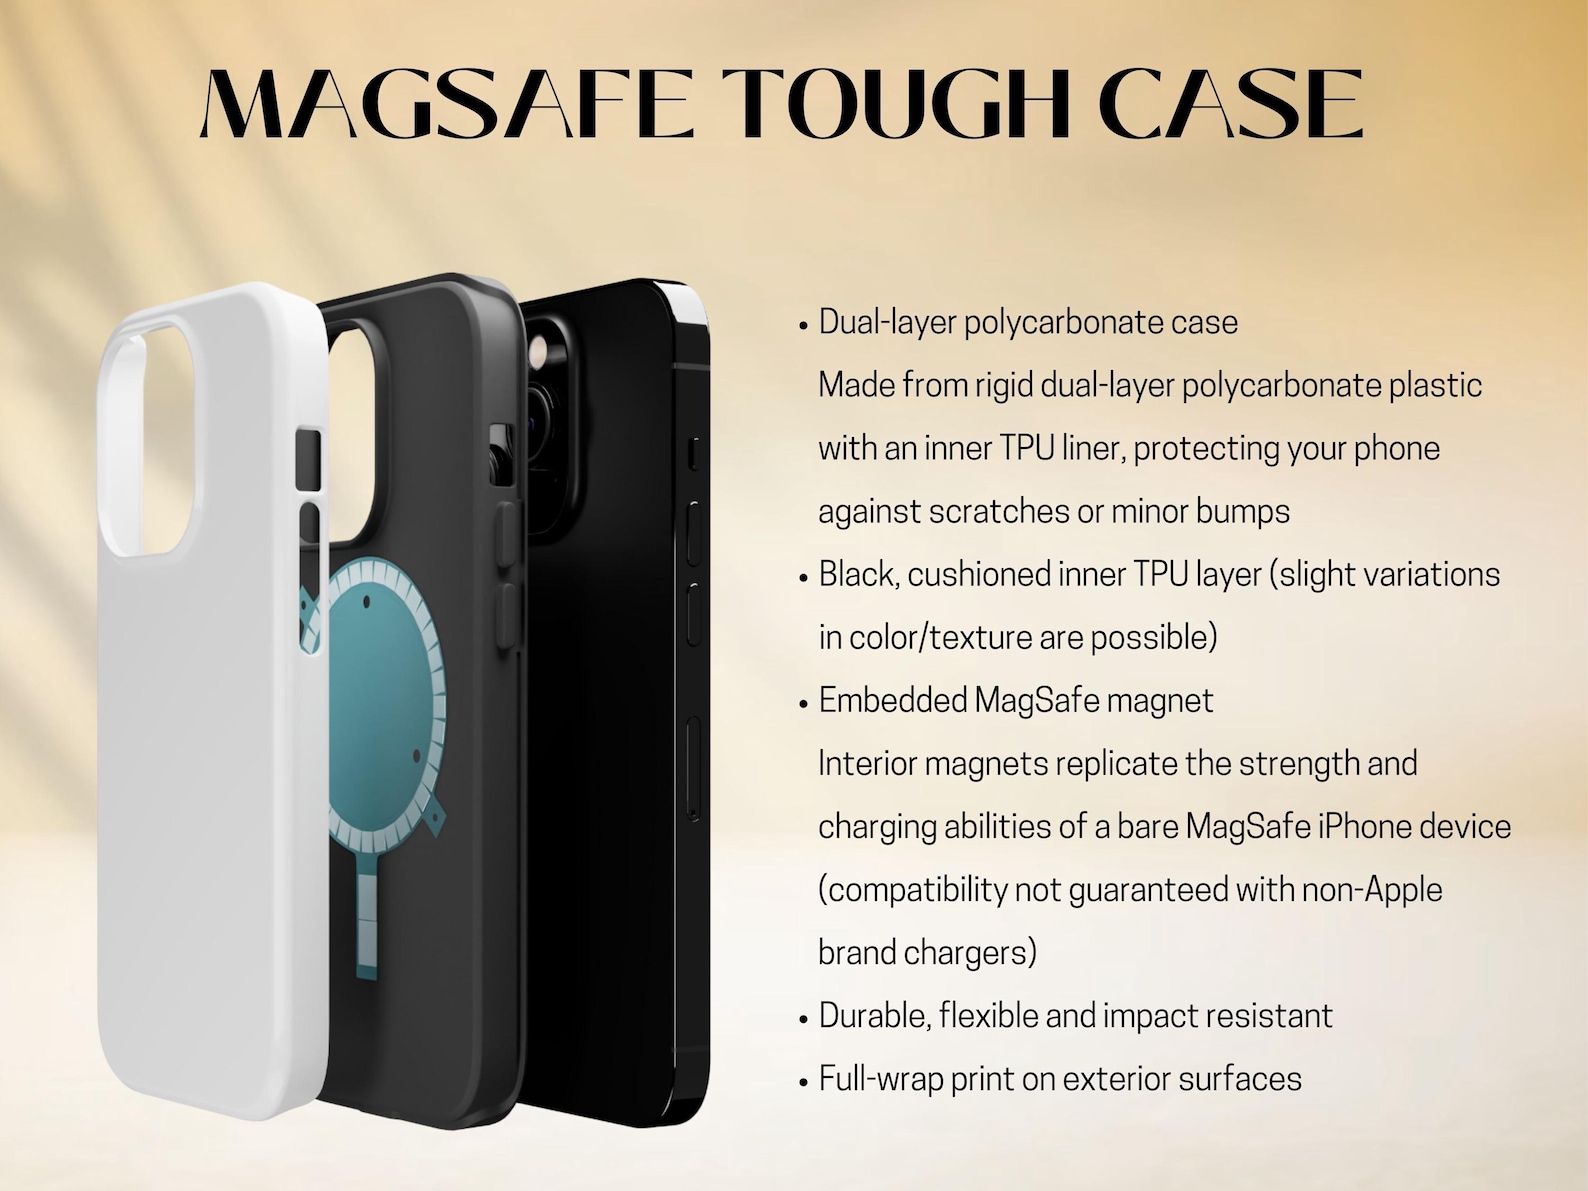 MAGSAFE TOUGH CASE
• Dual-layer polycarbonate case
Made from rigid dual-layer polycarbonate plastic
with an inner TPU liner, protecting your phone
against scratches or minor bumps
• Black, cushioned inner TPU layer (slight variations
in color/texture are possible)
• Embedded MagSafe magnet
Interior magnets replicate the strength and
charging abilities of a bare MagSafe iPhone device
(compatibility not guaranteed with non-Apple
brand chargers)
• Durable, flexible and impact resistant
• Full-wrap print on exterior surfaces